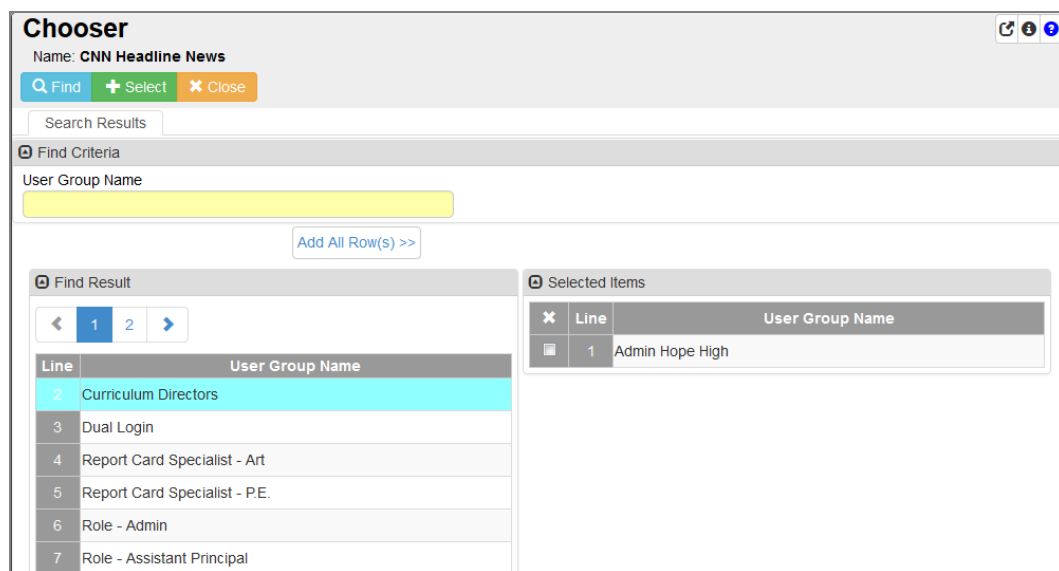 Chooser
Name: CNN Headline News
Find
Select
Close
Search Results
Find Criteria
User Group Name
Add All Row(s) >>
Find Result
1 2
Line User Group Name
2 Curriculum Directors
3 Dual Login
4 Report Card Specialist - Art
5 Report Card Specialist - P.E.
6 Role - Admin
7 Role - Assistant Principal
Selected Items
Line User Group Name
1 Admin Hope High